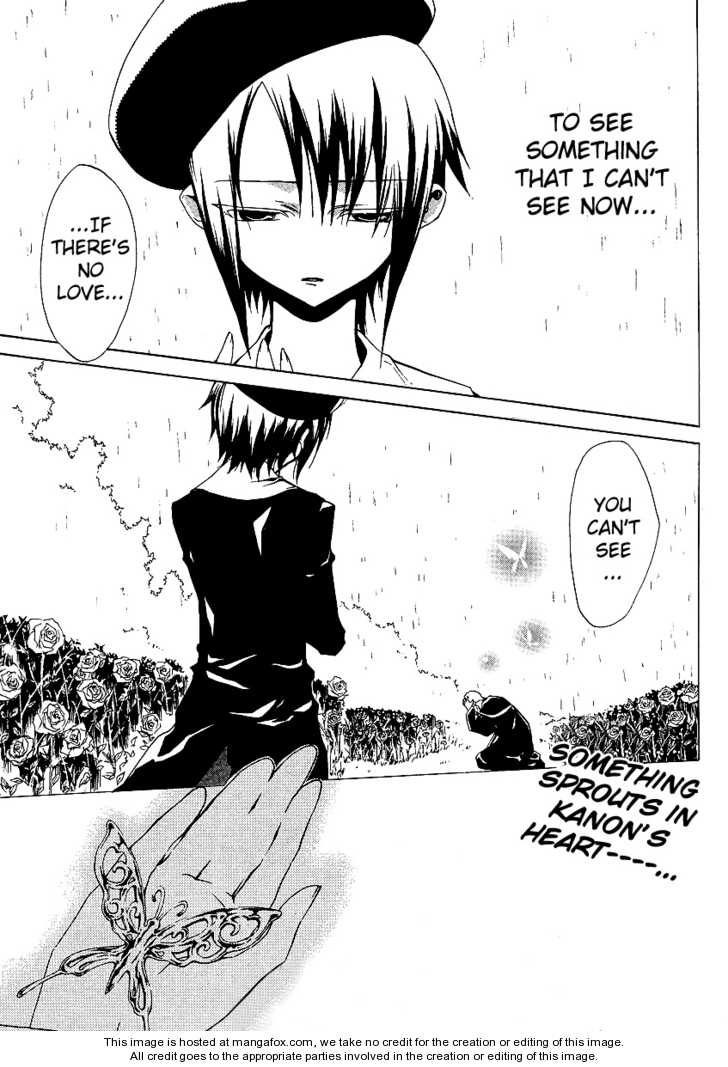 TO SEE
SOMETHING
THAT I CAN'T
SEE NOW...
...IF
THERE'S
NO
LOVE...
YOU
CAN'T
SEE
...
SOMETHING
SPROUTS IN
KANON'S
HEART----...
This image is hosted at mangafox.com, we take no credit for the creation or editing of this image.
All credit goes to the appropriate parties involved in the creation or editing of this image.